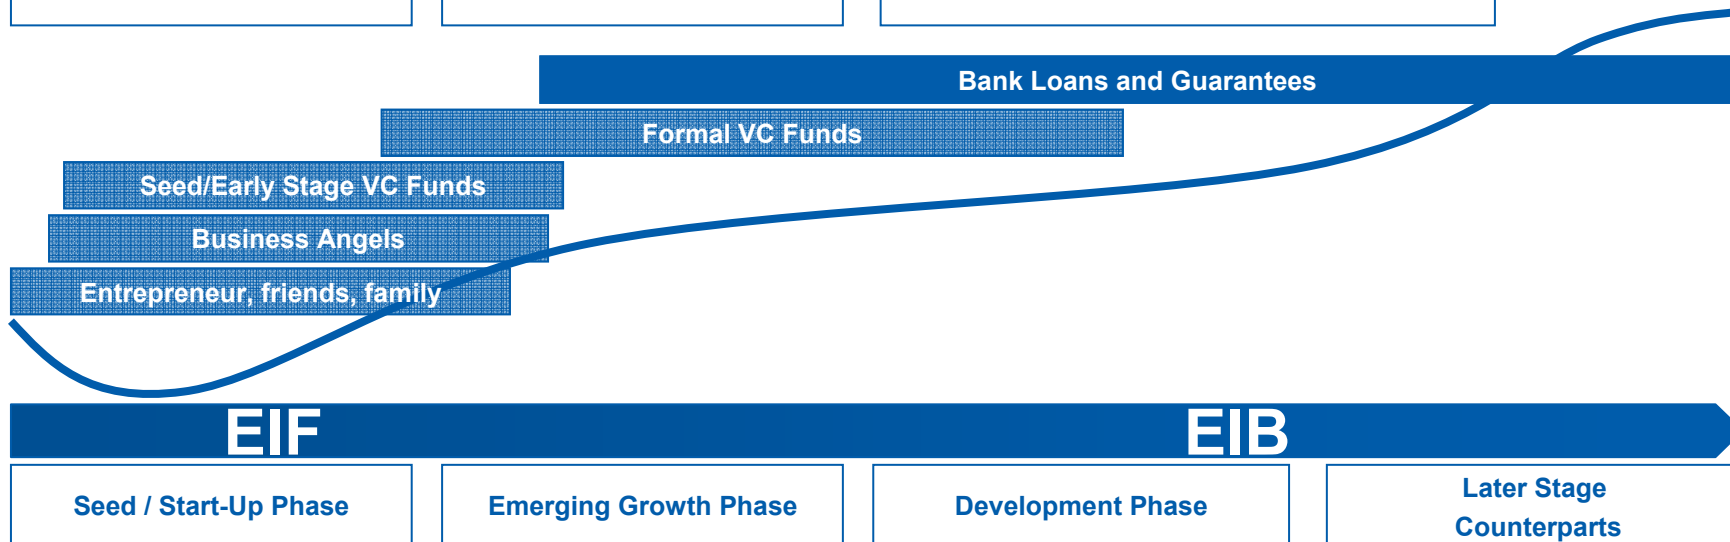 Bank Loans and Guarantees
Formal VC Funds
Seed/Early Stage VC Funds
Business Angels
Entrepreneur, friends, family
EIF
EIB
Seed / Start-Up Phase
Emerging Growth Phase
Development Phase
Later Stage
Counterparts